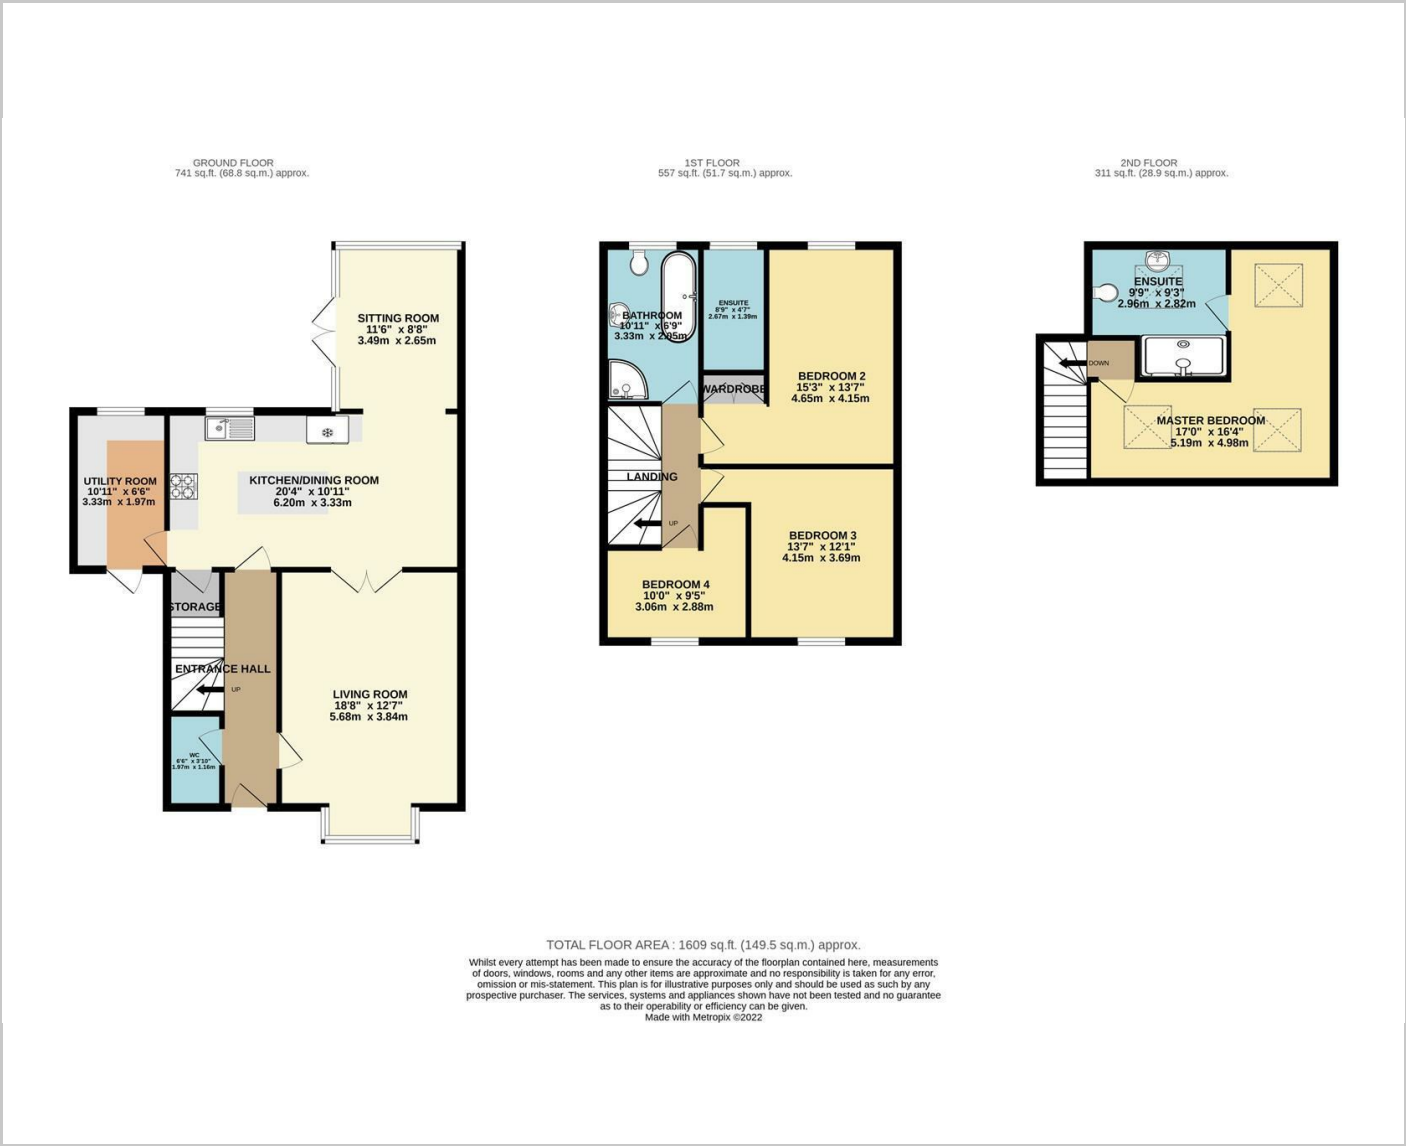 GROUND FLOOR
741 sq.ft. (68.8 sq.m.) approx.
SITTING ROOM
11'6" x 8'8"
3.49m x 2.65m
UTILITY ROOM
10'11" x 6'6"
3.33m x 1.97m
KITCHEN/DINING ROOM
20'4" x 10'11"
6.20m x 3.33m
STORAGE
ENTRANCE HALL
UP
LIVING ROOM
18'8" x 12'7"
5.68m x 3.84m
WC
6'6" x 3'10"
1.97m x 1.16m
1ST FLOOR
557 sq.ft. (51.7 sq.m.) approx.
BATHROOM
10'11" x 6'9"
3.33m x 2.05m
ENSUITE
8'9" x 4'7"
2.67m x 1.39m
WARDROBE
BEDROOM 2
15'3" x 13'7"
4.65m x 4.15m
LANDING
UP
BEDROOM 3
13'7" x 12'1"
4.15m x 3.69m
BEDROOM 4
10'0" x 9'5"
3.06m x 2.88m
2ND FLOOR
311 sq.ft. (28.9 sq.m.) approx.
ENSUITE
9'9" x 9'3"
2.96m x 2.82m
DOWN
MASTER BEDROOM
17'0" x 16'4"
5.19m x 4.98m
TOTAL FLOOR AREA : 1609 sq.ft. (149.5 sq.m.) approx.
Whilst every attempt has been made to ensure the accuracy of the floorplan contained here, measurements
of doors, windows, rooms and any other items are approximate and no responsibility is taken for any error,
omission or mis-statement. This plan is for illustrative purposes only and should be used as such by any
prospective purchaser. The services, systems and appliances shown have not been tested and no guarantee
as to their operability or efficiency can be given.
Made with Metropix ©2022